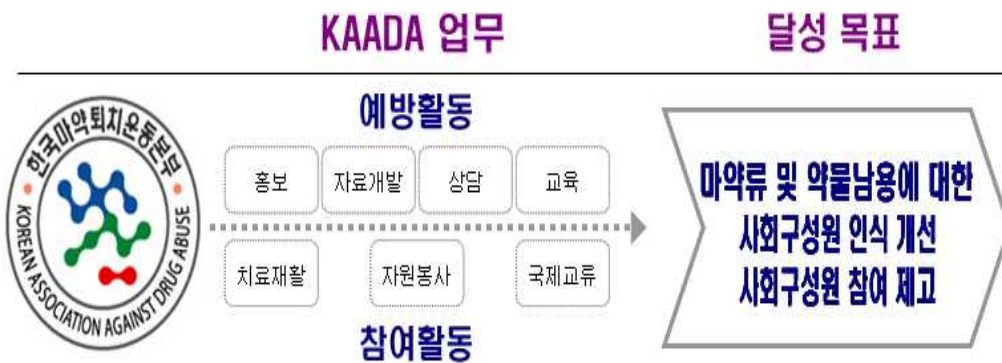 KAADA 업무
달성 목표
한국마약퇴치운동본부
KOREAN ASSOCIATION AGAINST DRUG ABUSE
예방활동
홍보
자료개발
상담
교육
치료재활
자원봉사
국제교류
참여활동
마약류 및 약물남용에 대한
사회구성원 인식 개선
사회구성원 참여 제고